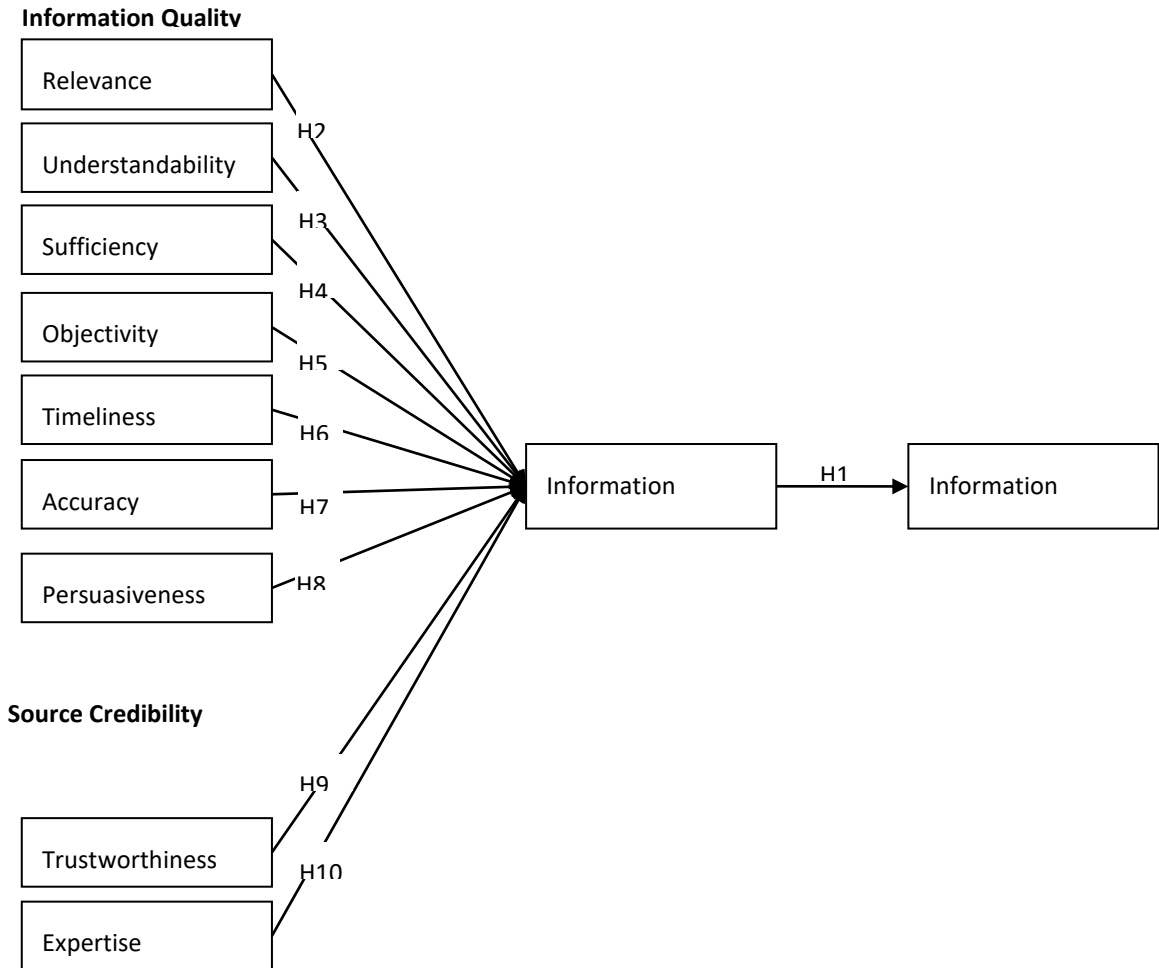 Information Quality
Relevance
H2
Understandability
H3
Sufficiency
H4
Objectivity
H5
Timeliness
H6
Accuracy
H7
Persuasiveness
H8
Information
H1
Information
Source Credibility
H9
Trustworthiness
H10
Expertise